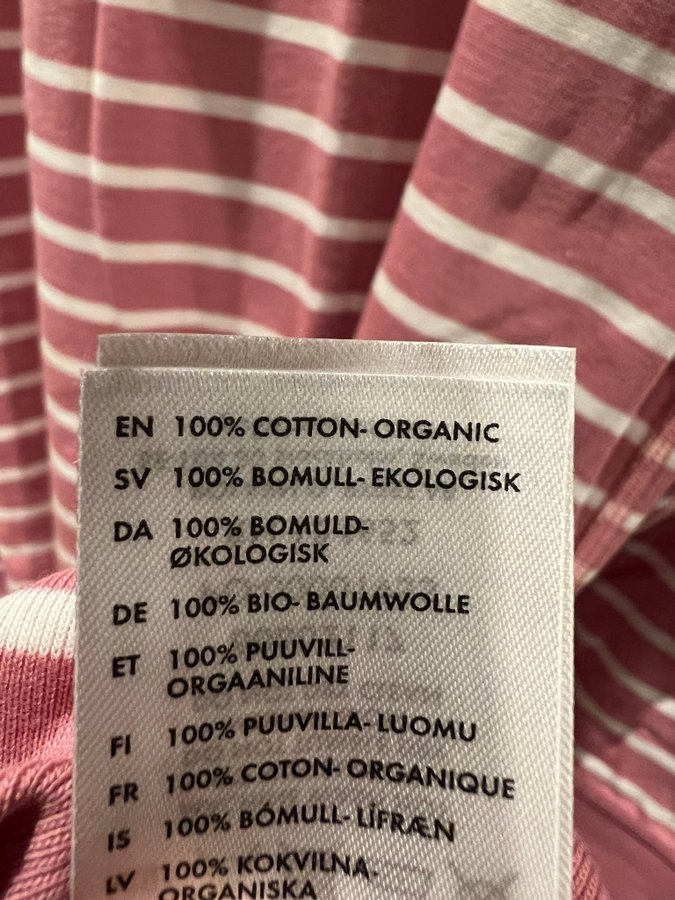 EN 100% COTTON- ORGANIC
SV 100% BOMULL- EKOLOGISK
DA 100% BOMULD-
ØKOLOGISK
DE 100% BIO- BAUMWOLLE
ET 100% PUUVILL-
ORGAANILINE
FI 100% PUUVILLA- LUOMU
FR 100% COTON- ORGANIQUE
IS 100% BÓMULL- LÍFRÆN
LV 100% KOKVILNA-
ORGANISKA